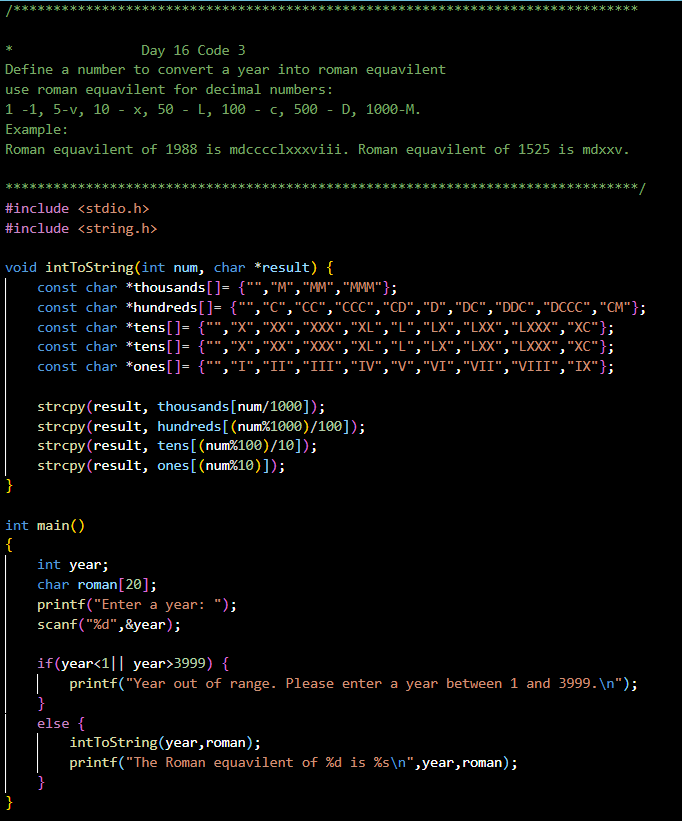 /******************************************************************************
*                Day 16 Code 3
Define a number to convert a year into roman equavilent
use roman equavilent for decimal numbers:
1 -1, 5-v, 10 - x, 50 - L, 100 - c, 500 - D, 1000-M.
Example:
Roman equavilent of 1988 is mdcccclxxxviii. Roman equavilent of 1525 is mdxxv.
*******************************************************************************/
#include <stdio.h>
#include <string.h>
void intToString(int num, char *result) {
    const char *thousands[]= {"","M","MM","MMM"};
    const char *hundreds[]= {"","C","CC","CCC","CD","D","DC","DDC","DCCC","CM"};
    const char *tens[]= {"","X","XX","XXX","XL","L","LX","LXX","LXXX","XC"};
    const char *tens[]= {"","X","XX","XXX","XL","L","LX","LXX","LXXX","XC"};
    const char *ones[]= {"","I","II","III","IV","V","VI","VII","VIII","IX"};
    strcpy(result, thousands[num/1000]);
    strcpy(result, hundreds[(num%1000)/100]);
    strcpy(result, tens[(num%100)/10]);
    strcpy(result, ones[(num%10)]);
}
int main()
{
    int year;
    char roman[20];
    printf("Enter a year: ");
    scanf("%d",&year);
    if(year<1|| year>3999) {
        printf("Year out of range. Please enter a year between 1 and 3999.\n");
    }
    else {
        intToString(year,roman);
        printf("The Roman equavilent of %d is %s\n",year,roman);
    }
}